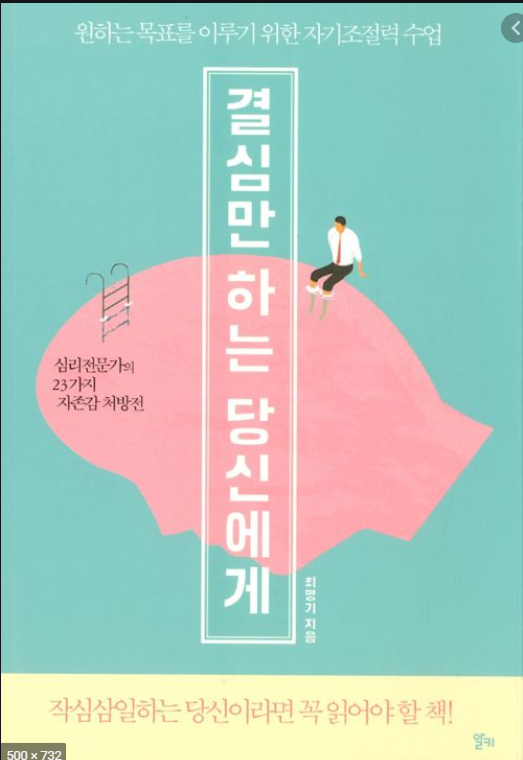 원하는 목표를 이루기 위한 자기조절력 수업
결심만 하는 당신에게
심리전문가의
23가지
자존감 처방전
최명기 지음
작심삼일하는 당신이라면 꼭 읽어야 할 책!
알키
500 × 732